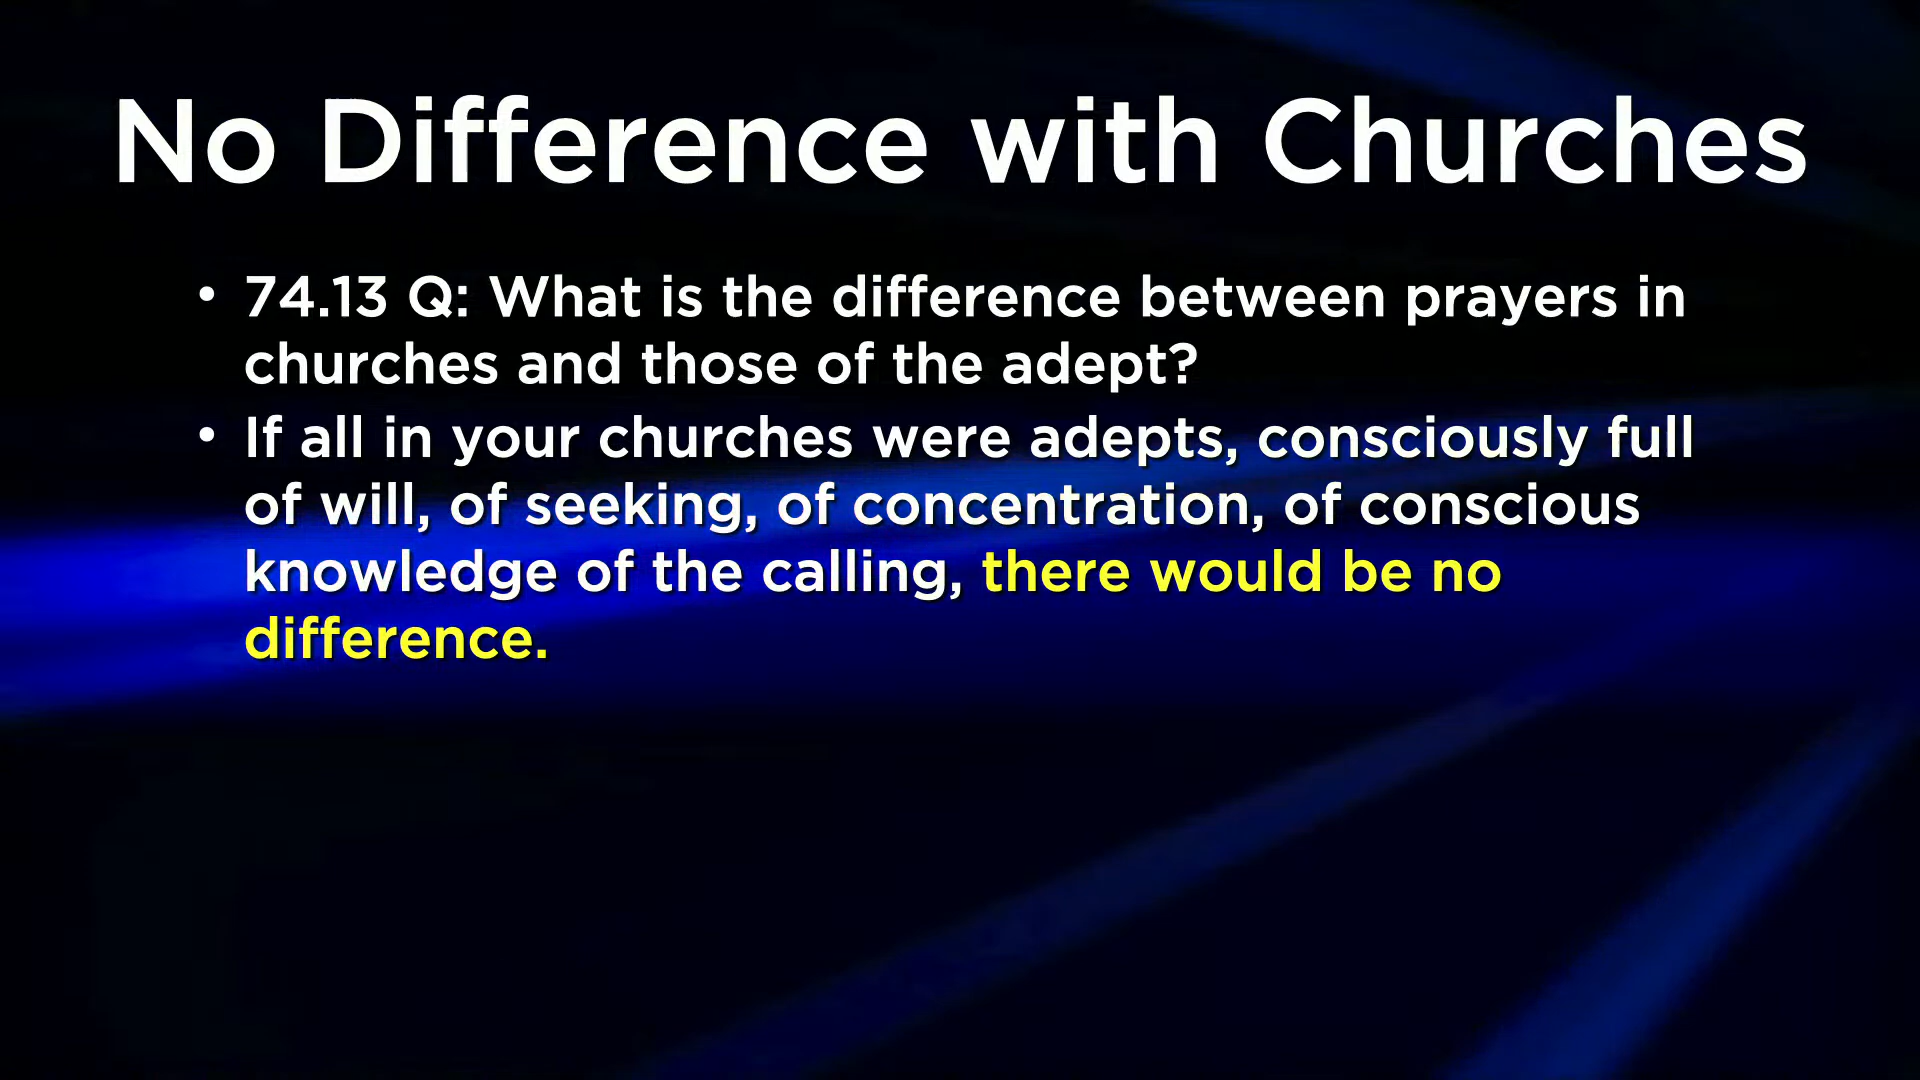 No Difference with Churches
• 74.13 Q: What is the difference between prayers in
churches and those of the adept?
• If all in your churches were adepts, consciously full
of will, of seeking, of concentration, of conscious
knowledge of the calling, there would be no
difference.